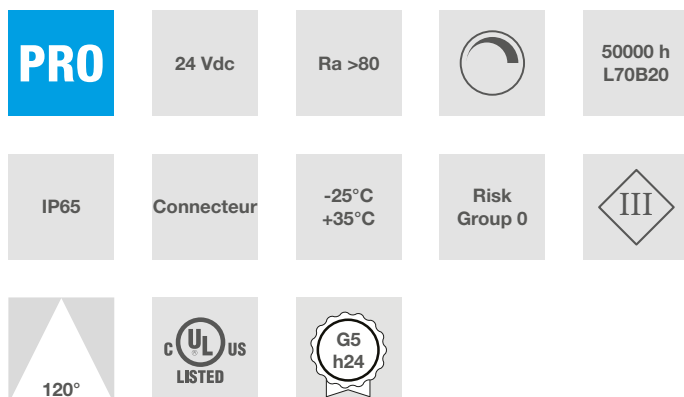 PRO
24 Vdc
Ra >80
50000 h
L70B20
IP65
Connecteur
-25°C
+35°C
Risk
Group 0
III
120°
C UL US
®
LISTED
G5
h24